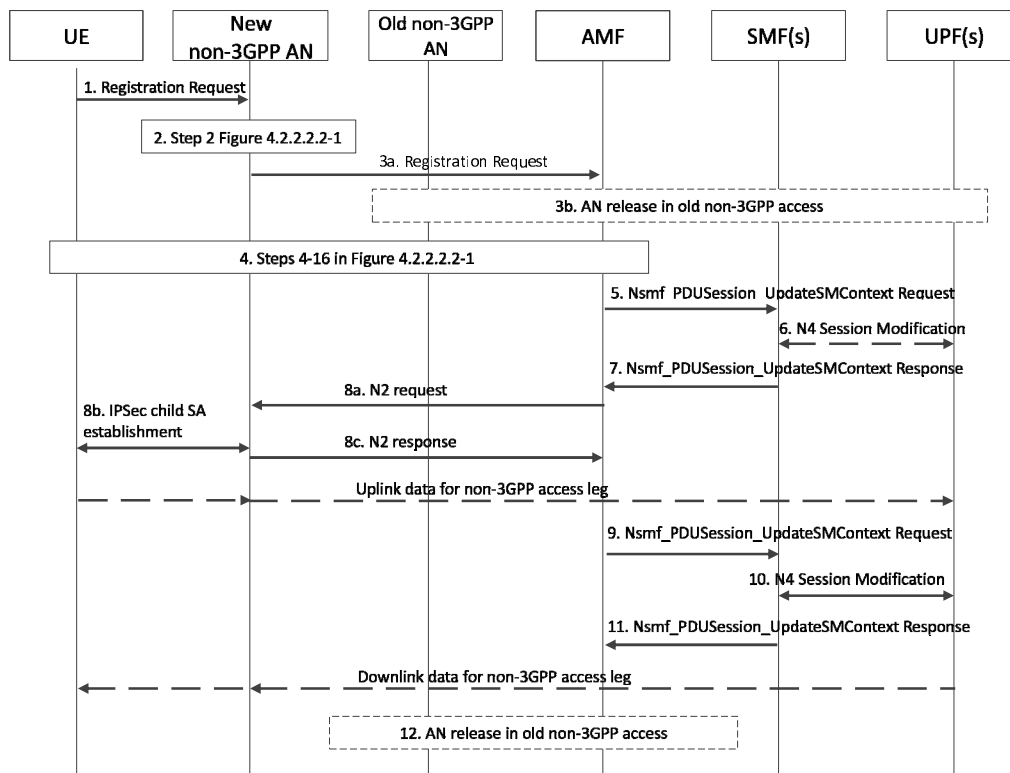 UE
New
non-3GPP AN
Old non-3GPP
AN
AMF
SMF(s)
UPF(s)
1. Registration Request
2. Step 2 Figure 4.2.2.2.2-1
3a. Registration Request
3b. AN release in old non-3GPP access
4. Steps 4-16 in Figure 4.2.2.2.2-1
5. Nsmf_PDUSession_UpdateSMContext Request
6. N4 Session Modification
7. Nsmf_PDUSession_UpdateSMContext Response
8a. N2 request
8b. IPSec child SA
establishment
8c. N2 response
Uplink data for non-3GPP access leg
9. Nsmf_PDUSession_UpdateSMContext Request
10. N4 Session Modification
11. Nsmf_PDUSession_UpdateSMContext Response
Downlink data for non-3GPP access leg
12. AN release in old non-3GPP access